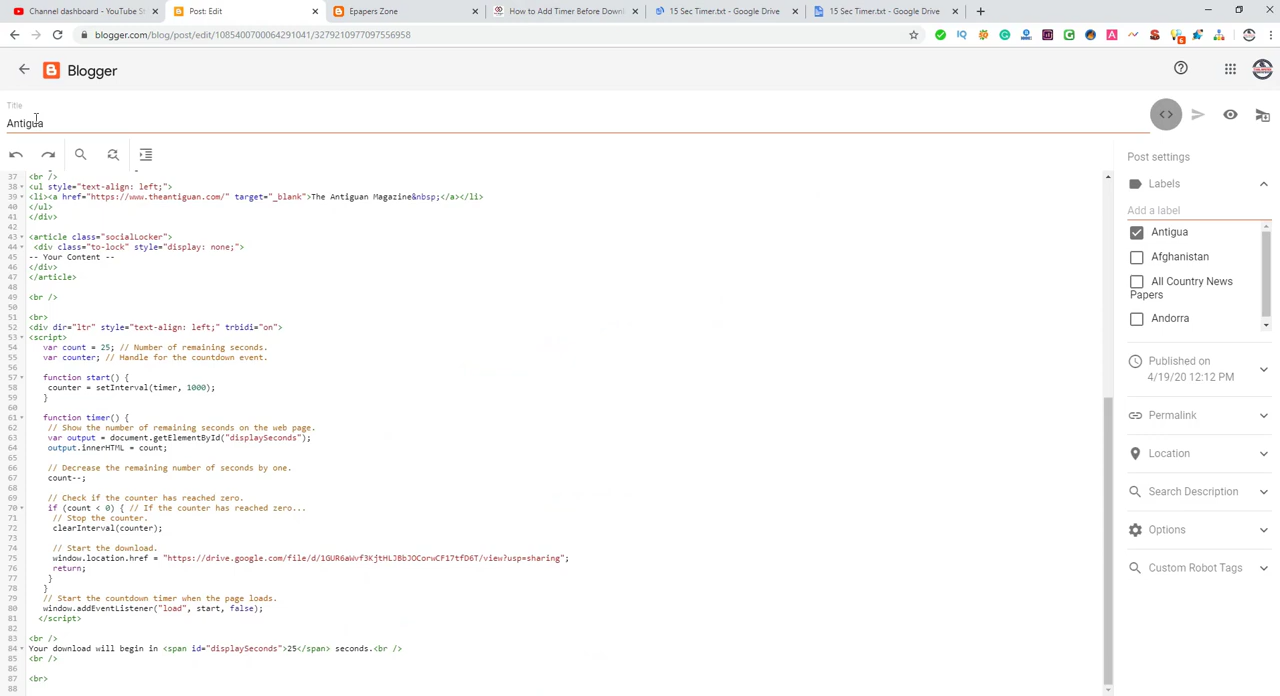 Channel dashboard - YouTube St
Post: Edit
Epapers Zone
How to Add Timer Before Downl
15 Sec Timer.txt - Google Drive
15 Sec Timer.txt - Google Drive
blogger.com/blog/post/edit/1085400700064291041/3279210977097556958
Blogger
Title
Antigua
37 <br />
38 <ul style="text-align: left;">
39 <li><a href="https://www.theantiguan.com/" target="_blank">The Antiguan Magazine&nbsp;</a></li>
40 </ul>
41 </div>
42
43 <article class="socialLocker">
44 <div class="to-lock" style="display: none;">
45 -- Your Content --
46 </div>
47 </article>
48
49 <br />
50
51 <br>
52 <div dir="ltr" style="text-align: left;" trbidi="on">
53 <script>
54 var count = 25; // Number of remaining seconds.
55 var counter; // Handle for the countdown event.
56
57 function start() {
58 counter = setInterval(timer, 1000);
59 }
60
61 function timer() {
62 // Show the number of remaining seconds on the web page.
63 var output = document.getElementById("displaySeconds");
64 output.innerHTML = count;
65
66 // Decrease the remaining number of seconds by one.
67 count--;
68
69 // Check if the counter has reached zero.
70 if (count < 0) { // If the counter has reached zero...
71 // Stop the counter.
72 clearInterval(counter);
73
74 // Start the download.
75 window.location.href = "https://drive.google.com/file/d/1GUR6aWvf3KjtHLJBbJOCorwCF17tfD6T/view?usp=sharing";
76 return;
77 }
78 }
79 // Start the countdown timer when the page loads.
80 window.addEventListener("load", start, false);
81 </script>
82
83 <br />
84 Your download will begin in <span id="displaySeconds">25</span> seconds.<br />
85 <br />
86
87 <br>
88
Post settings
Labels
Add a label
Antigua
Afghanistan
All Country News
Papers
Andorra
Published on
4/19/20 12:12 PM
Permalink
Location
Search Description
Options
Custom Robot Tags